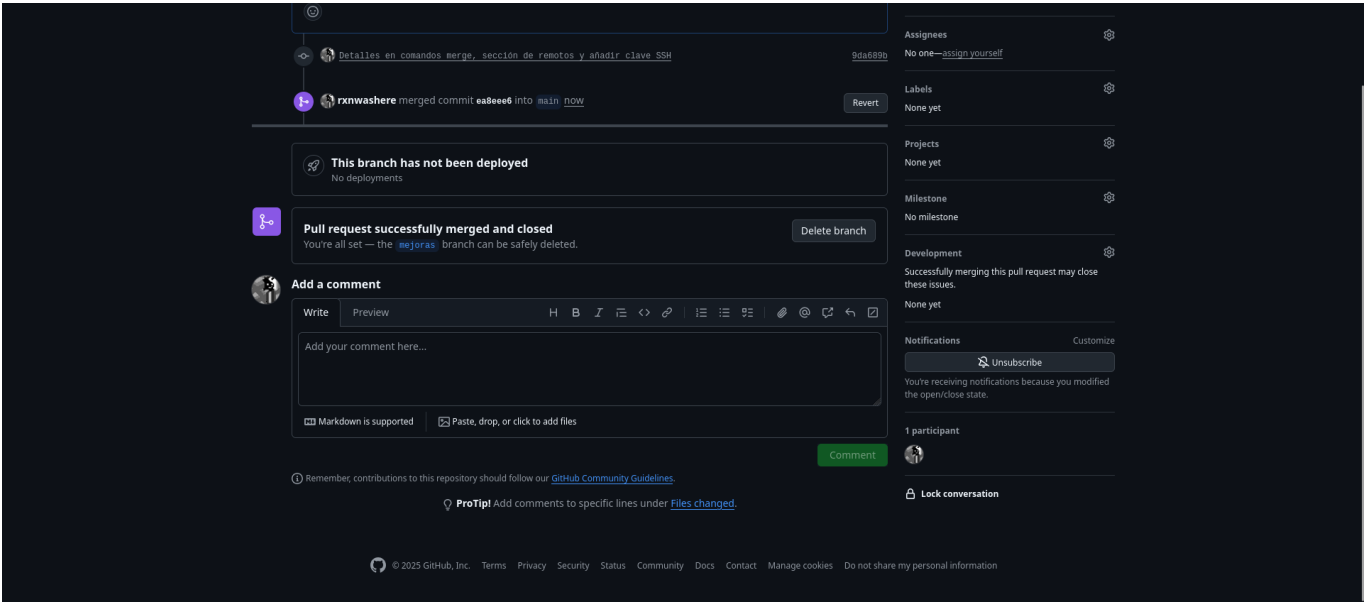 Detalles en comandos merge, sección de remotos y añadir clave SSH 9da689b
rxnwashere merged commit ea8eee6 into main now
Revert
This branch has not been deployed
No deployments
Pull request successfully merged and closed
You're all set — the mejoras branch can be safely deleted.
Delete branch
Add a comment
Write Preview
Add your comment here...
Markdown is supported
Paste, drop, or click to add files
Comment
Remember, contributions to this repository should follow our GitHub Community Guidelines.
ProTip! Add comments to specific lines under Files changed.
Assignees
No one—assign yourself
Labels
None yet
Projects
None yet
Milestone
No milestone
Development
Successfully merging this pull request may close
these issues.
None yet
Notifications Customize
Unsubscribe
You're receiving notifications because you modified
the open/close state.
1 participant
Lock conversation
© 2025 GitHub, Inc. Terms Privacy Security Status Community Docs Contact Manage cookies Do not share my personal information